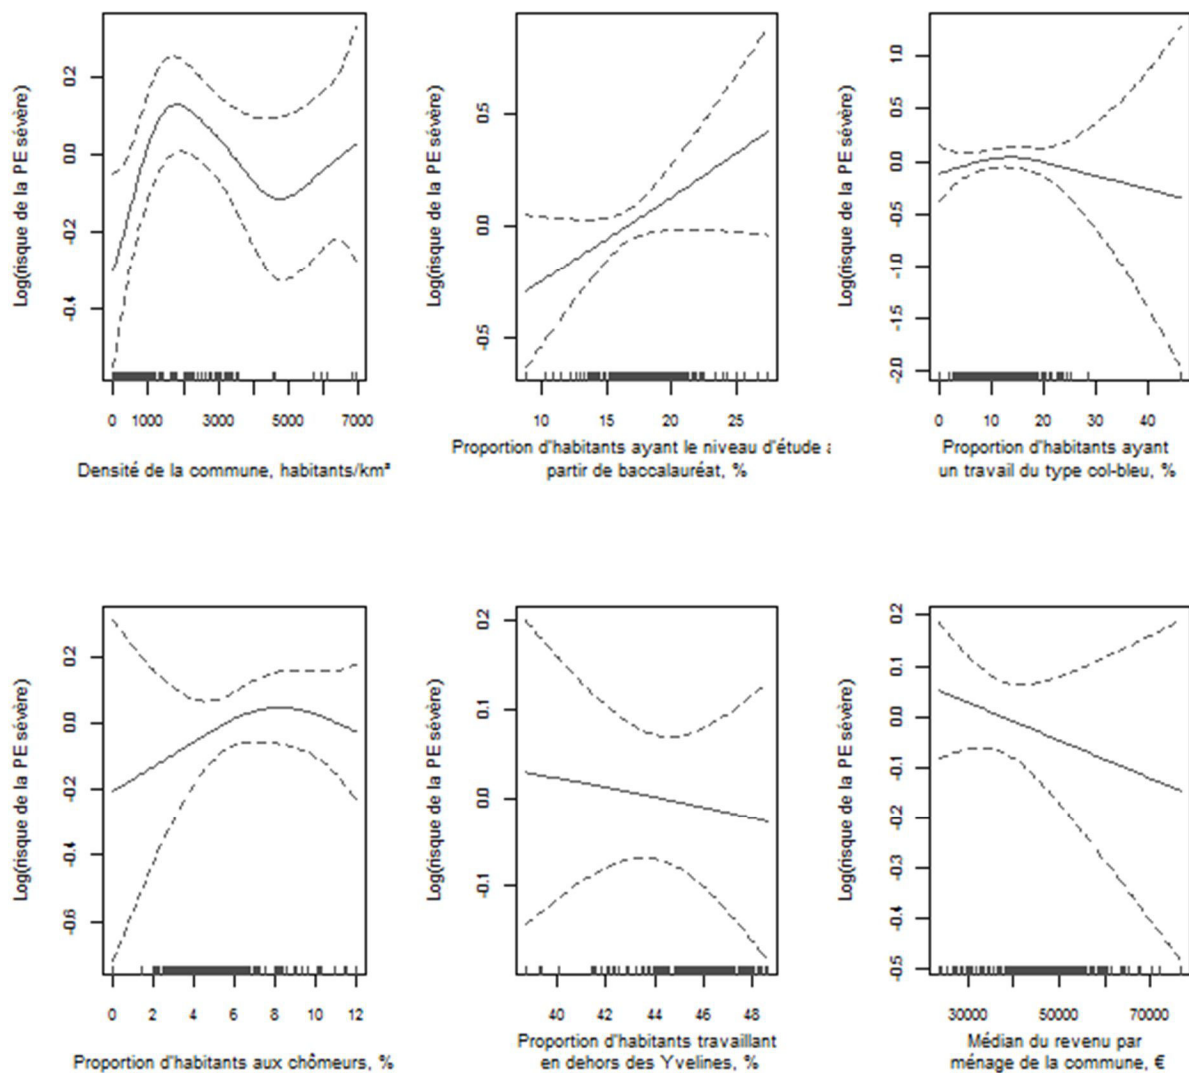 Log(risque de la PE sévère)
0.2
0.0
-0.2
-0.4
0 1000 3000 5000 7000
Densité de la commune, habitants/km²
Log(risque de la PE sévère)
0.5
0.0
-0.5
10 15 20 25
Proportion d'habitants ayant le niveau d'étude à
partir de baccalauréat, %
Log(risque de la PE sévère)
1.0
0.5
0.0
-0.5
-1.0
-1.5
-2.0
0 10 20 30 40
Proportion d'habitants ayant
un travail du type col-bleu, %
Log(risque de la PE sévère)
0.2
0.0
-0.2
-0.4
-0.6
0 2 4 6 8 10 12
Proportion d'habitants aux chômeurs, %
Log(risque de la PE sévère)
0.2
0.1
0.0
-0.1
40 42 44 46 48
Proportion d'habitants travaillant
en dehors des Yvelines, %
Log(risque de la PE sévère)
0.2
0.1
0.0
-0.1
-0.2
-0.3
-0.4
-0.5
30000 50000 70000
Médian du revenu par
ménage de la commune, €